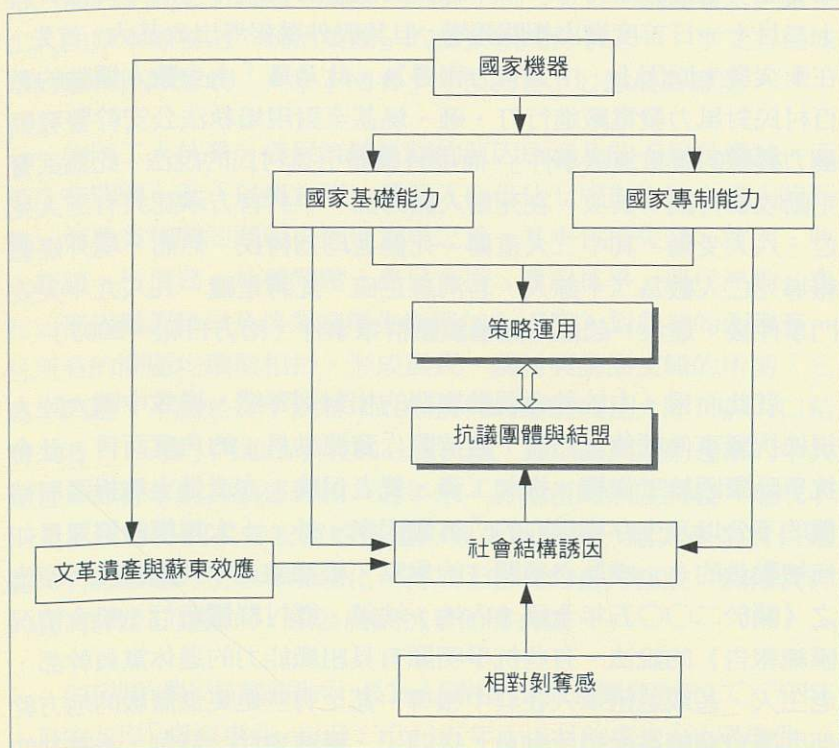 國家機器
國家基礎能力
國家專制能力
策略運用
抗議團體與結盟
社會結構誘因
文革遺產與蘇東效應
相對剝奪感